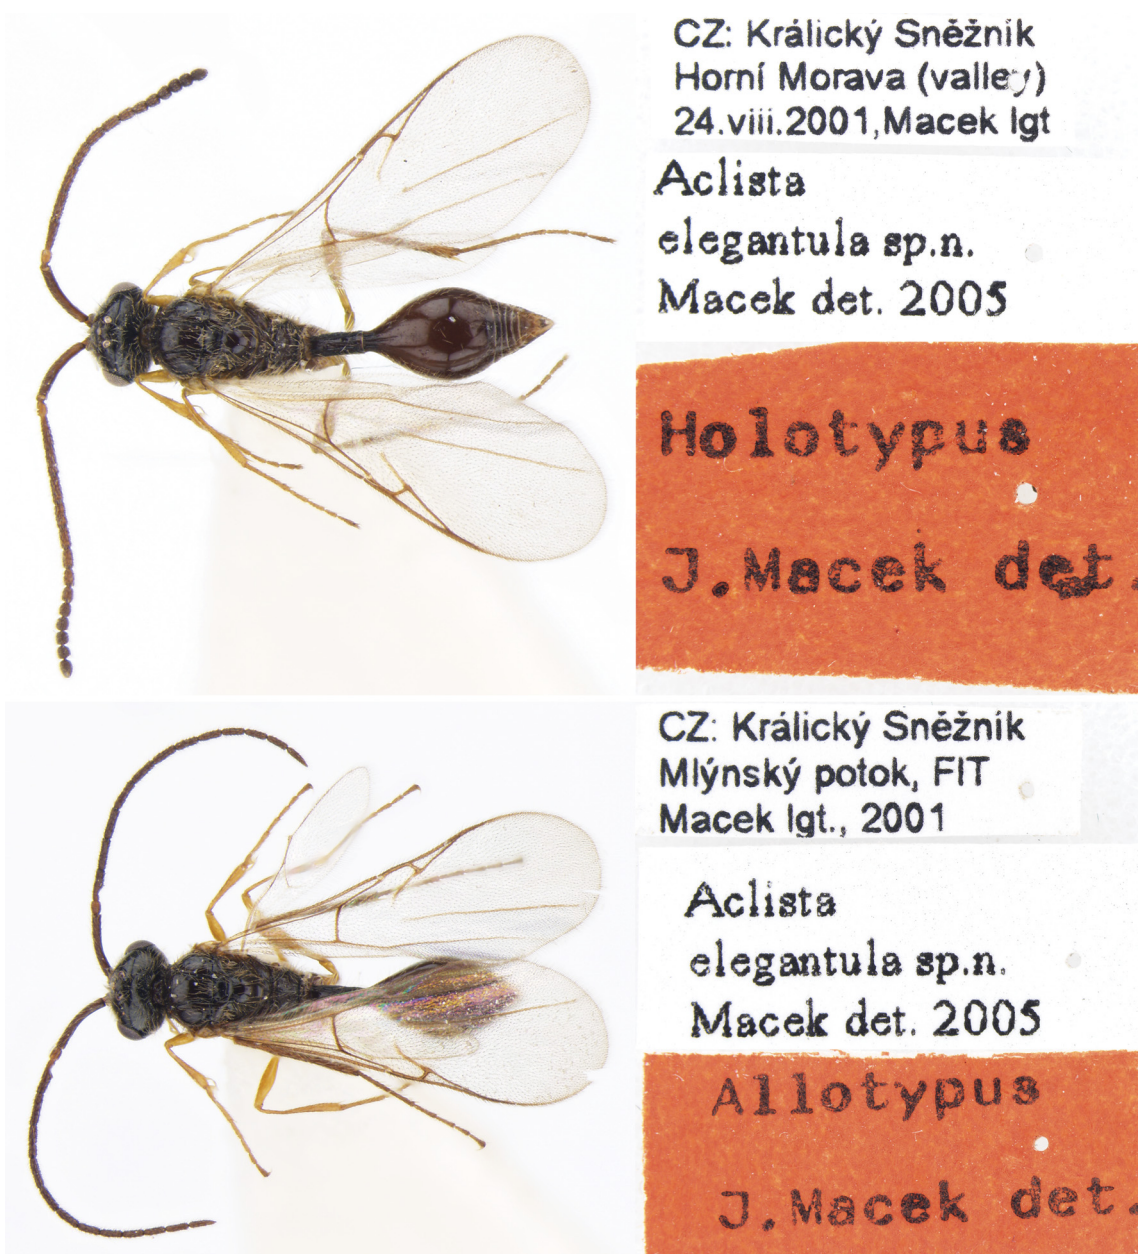 CZ: Králický Sněžník
Horní Morava (valley)
24.viii.2001,Macek lgt
Aclista
elegantula sp.n.
Macek det. 2005
Holotypus
J.Macek det.
CZ: Králický Sněžník
Mlýnský potok, FIT
Macek lgt., 2001
Aclista
elegantula sp.n.
Macek det. 2005
Allotypus
J.Macek det.